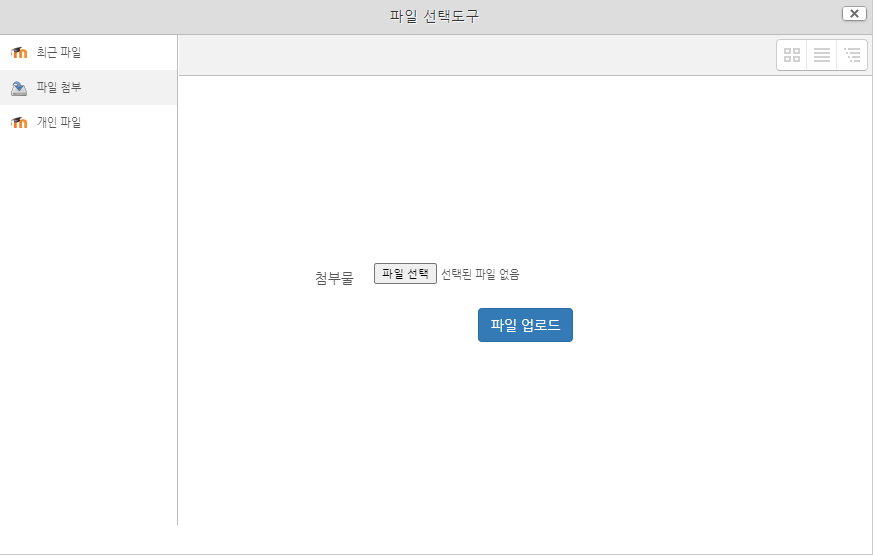 파일 선택도구
최근 파일
파일 첨부
개인 파일
첨부물 파일 선택 선택된 파일 없음
파일 업로드